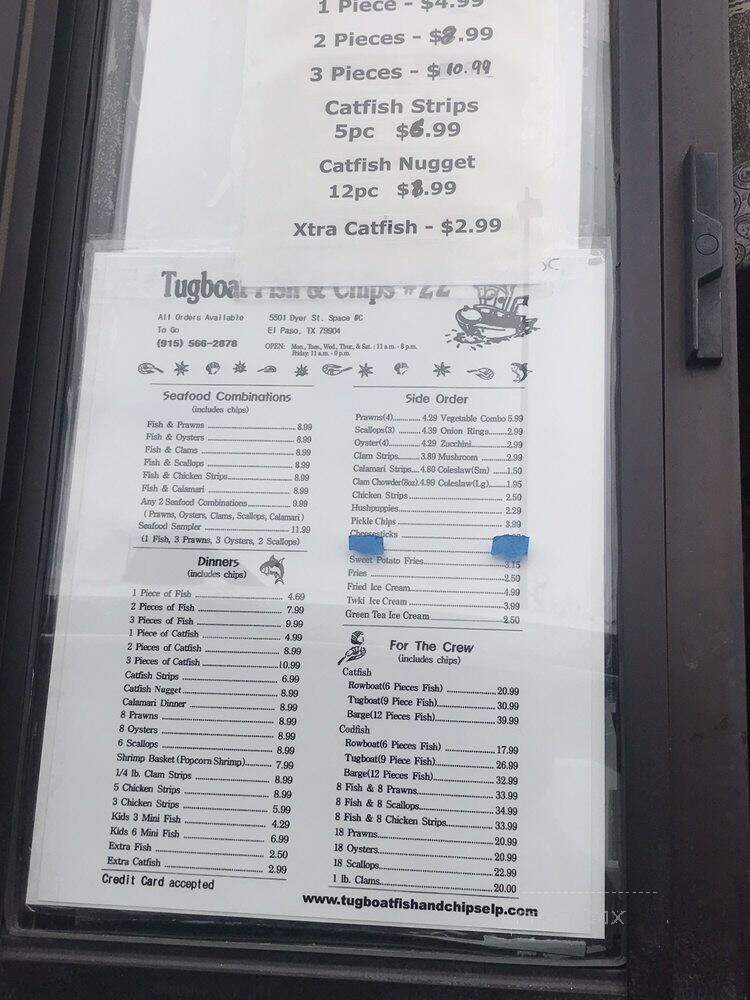 1 Piece - $4.99
2 Pieces - $8.99
3 Pieces - $10.99
Catfish Strips
5pc $6.99
Catfish Nugget
12pc $8.99
Xtra Catfish - $2.99
Tugboat Fish & Chips #22
All Orders Available
To Go
(915) 566-2878
5501 Dyer St. Space #C
El Paso, TX 79904
OPEN: Mon., Tues., Wed., Thur., & Sat. : 11 a.m. - 8 p.m.
Friday 11 a.m. - 9 p.m.
Seafood Combinations
(includes chips)
Fish & Prawns 8.99
Fish & Oysters 8.99
Fish & Clams 8.99
Fish & Scallops 8.99
Fish & Chicken Strips 8.99
Fish & Calamari 8.99
Any 2 Seafood Combinations 9.99
(Prawns, Oysters, Clams, Scallops, Calamari)
Seafood Sampler 11.99
(1 Fish, 3 Prawns, 3 Oysters, 2 Scallops)
Dinners
(includes chips)
1 Piece of Fish 4.69
2 Pieces of Fish 7.99
3 Pieces of Fish 9.99
1 Piece of Catfish 4.99
2 Pieces of Catfish 8.99
3 Pieces of Catfish 10.99
Catfish Strips 6.99
Catfish Nugget 8.99
Calamari Dinner 8.99
8 Prawns 8.99
8 Oysters 8.99
6 Scallops 8.99
Shrimp Basket (Popcorn Shrimp) 7.99
1/4 lb. Clam Strips 8.99
5 Chicken Strips 8.99
3 Chicken Strips 5.99
Kids 3 Mini Fish 4.29
Kids 6 Mini Fish 6.99
Extra Fish 2.50
Extra Catfish 2.99
Credit Card accepted
Side Order
Prawns(4) 4.29 Vegetable Combo 5.99
Scallops(3) 4.39 Onion Rings 2.99
Oyster(4) 4.29 Zucchini 2.99
Clam Strips 3.89 Mushroom 2.99
Calamari Strips 4.80 Coleslaw(Sm) 1.50
Clam Chowder(8oz) 4.99 Coleslaw(Lg) 1.95
Chicken Strips 2.50
Hushpuppies 2.29
Pickle Chips 3.99
Cheesesticks
Sweet Potato Fries 3.15
Fries 2.50
Fried Ice Cream 4.99
Twki Ice Cream 3.99
Green Tea Ice Cream 2.50
For The Crew
(includes chips)
Catfish
Rowboat(6 Pieces Fish) 20.99
Tugboat(9 Piece Fish) 30.99
Barge(12 Pieces Fish) 39.99
Codfish
Rowboat(6 Pieces Fish) 17.99
Tugboat(9 Piece Fish) 26.99
Barge(12 Pieces Fish) 32.99
8 Fish & 8 Prawns 33.99
8 Fish & 8 Scallops 34.99
8 Fish & 8 Chicken Strips 33.99
18 Prawns 20.99
18 Oysters 20.99
18 Scallops 22.99
1 lb. Clams 20.00
www.tugboatfishandchipselp.com